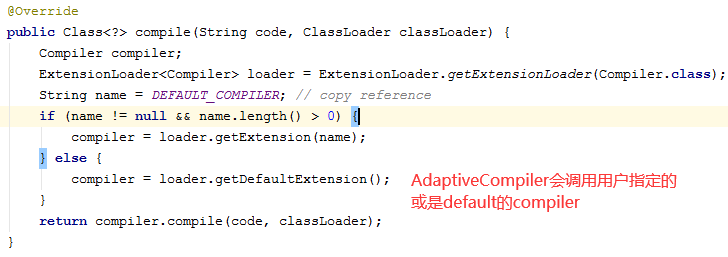 @Override
public Class<?> compile(String code, ClassLoader classLoader) {
    Compiler compiler;
    ExtensionLoader<Compiler> loader = ExtensionLoader.getExtensionLoader(Compiler.class);
    String name = DEFAULT_COMPILER; // copy reference
    if (name != null && name.length() > 0) {
        compiler = loader.getExtension(name);
    } else {
        compiler = loader.getDefaultExtension();
    }
    return compiler.compile(code, classLoader);
}
AdaptiveCompiler会调用用户指定的
或是default的compiler